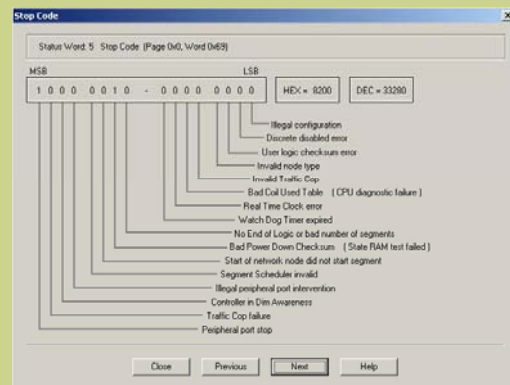 Stop Code
Status Word: 5 Stop Code (Page 0x0, Word 0x69)
MSB LSB
1 0 0 0 0 0 1 0 - 0 0 0 0 0 0 0 0 HEX = 8200 DEC = 33280
Illegal configuration
Discrete disabled error
User logic checksum error
Invalid node type
Invalid Traffic Cop
Bad Coil Used Table ( CPU diagnostic failure )
Real Time Clock error
Watch Dog Timer expired
No End of Logic or bad number of segments
Bad Power Down Checksum ( State RAM test failed )
Start of network node did not start segment
Segment Scheduler invalid
Illegal peripheral port intervention
Controller in Dim Awareness
Traffic Cop failure
Peripheral port stop
Close Previous Next Help